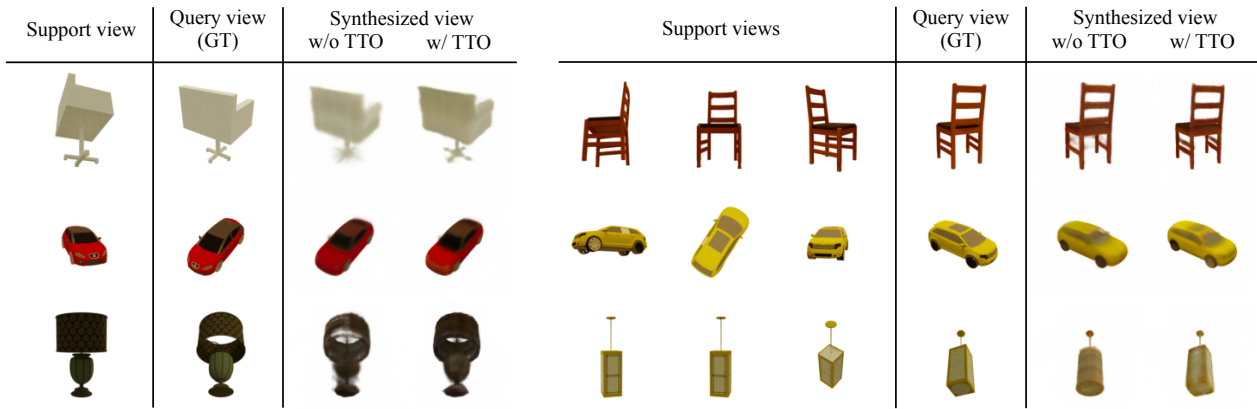 Support view
Query view
(GT)
Synthesized view
w/o TTO w/ TTO
Support views
Query view
(GT)
Synthesized view
w/o TTO w/ TTO